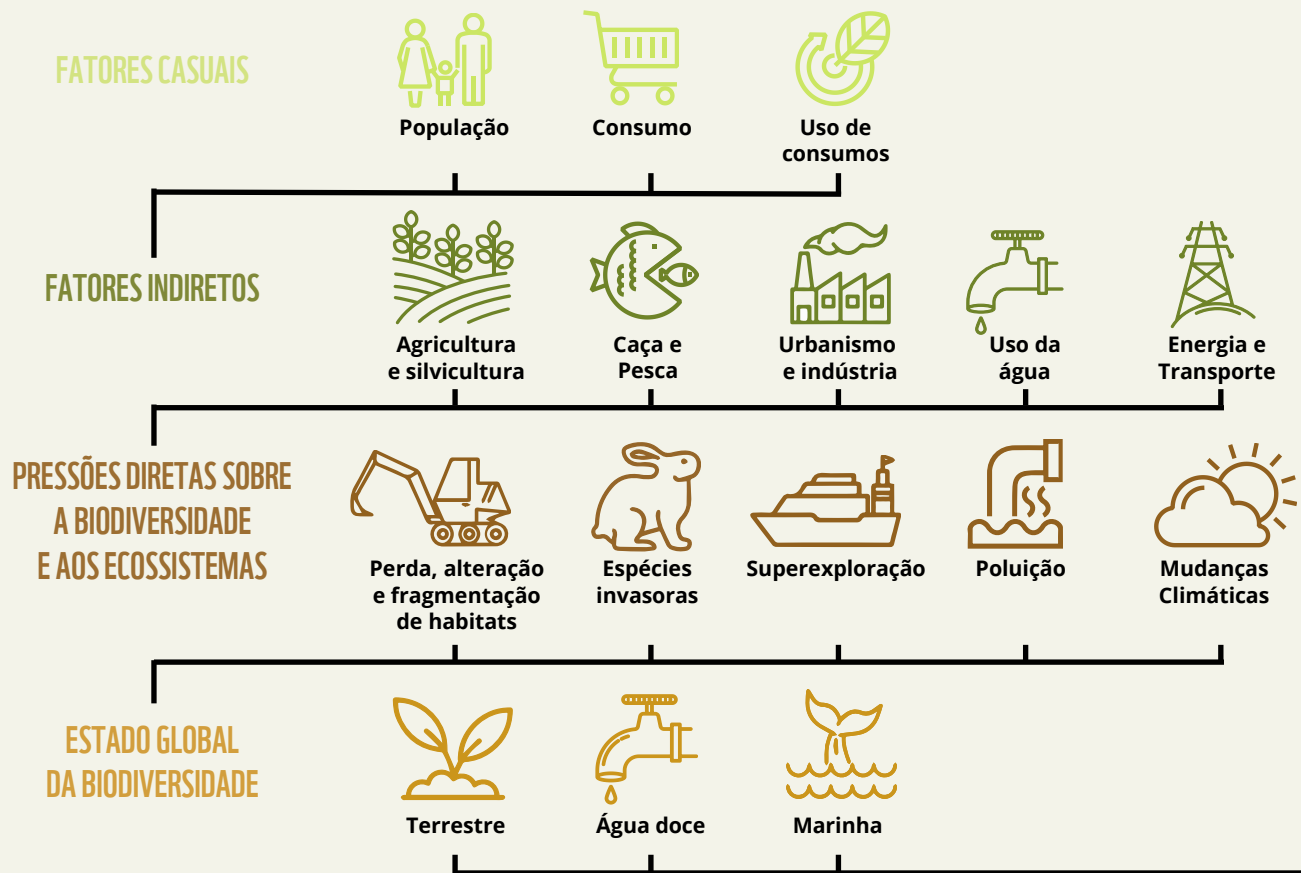 FATORES CASUAIS
População
Consumo
Uso de
consumos
FATORES INDIRETOS
Agricultura
e silvicultura
Caça e
Pesca
Urbanismo
e indústria
Uso da
água
Energia e
Transporte
PRESSÕES DIRETAS SOBRE
A BIODIVERSIDADE
E AOS ECOSSISTEMAS
Perda, alteração
e fragmentação
de habitats
Espécies
invasoras
Superexploração
Poluição
Mudanças
Climáticas
ESTADO GLOBAL
DA BIODIVERSIDADE
Terrestre
Água doce
Marinha